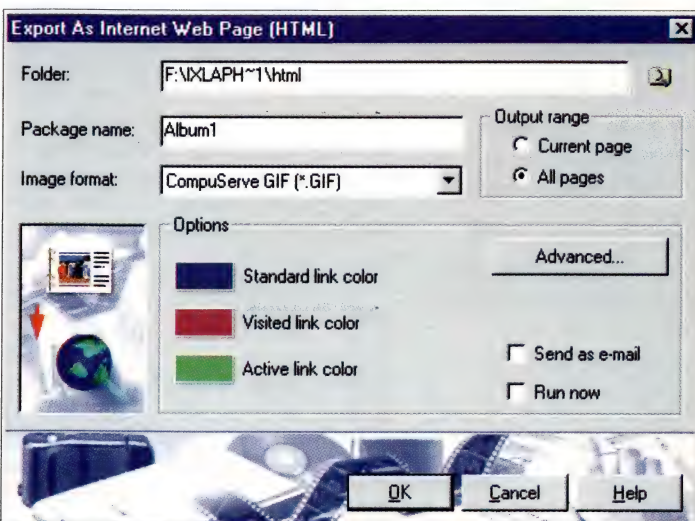 Export As Internet Web Page (HTML)
Folder: F:\IXLAPH~1\html
Package name: Album1
Output range
Current page
All pages
Image format: CompuServe GIF (*.GIF)
Options
Advanced...
Standard link color
Visited link color
Active link color
Send as e-mail
Run now
OK Cancel Help